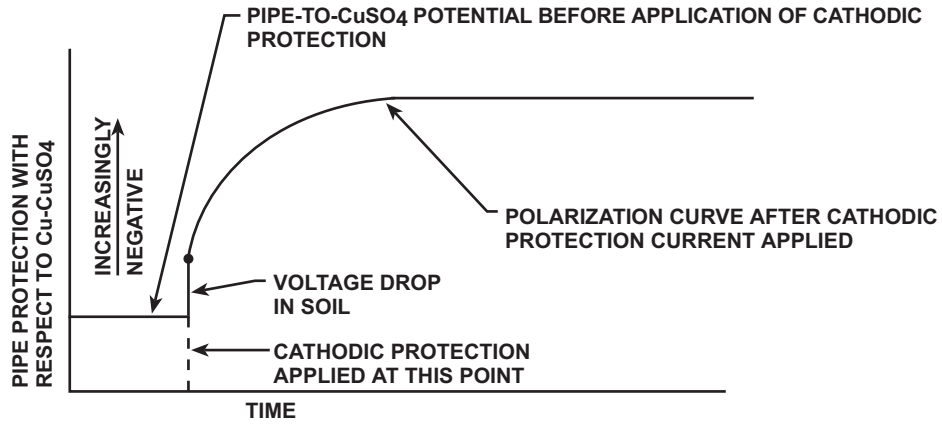 PIPE-TO-CuSO4 POTENTIAL BEFORE APPLICATION OF CATHODIC
PROTECTION
PIPE PROTECTION WITH
RESPECT TO Cu-CuSO4
INCREASINGLY
NEGATIVE
POLARIZATION CURVE AFTER CATHODIC
PROTECTION CURRENT APPLIED
VOLTAGE DROP
IN SOIL
CATHODIC PROTECTION
APPLIED AT THIS POINT
TIME